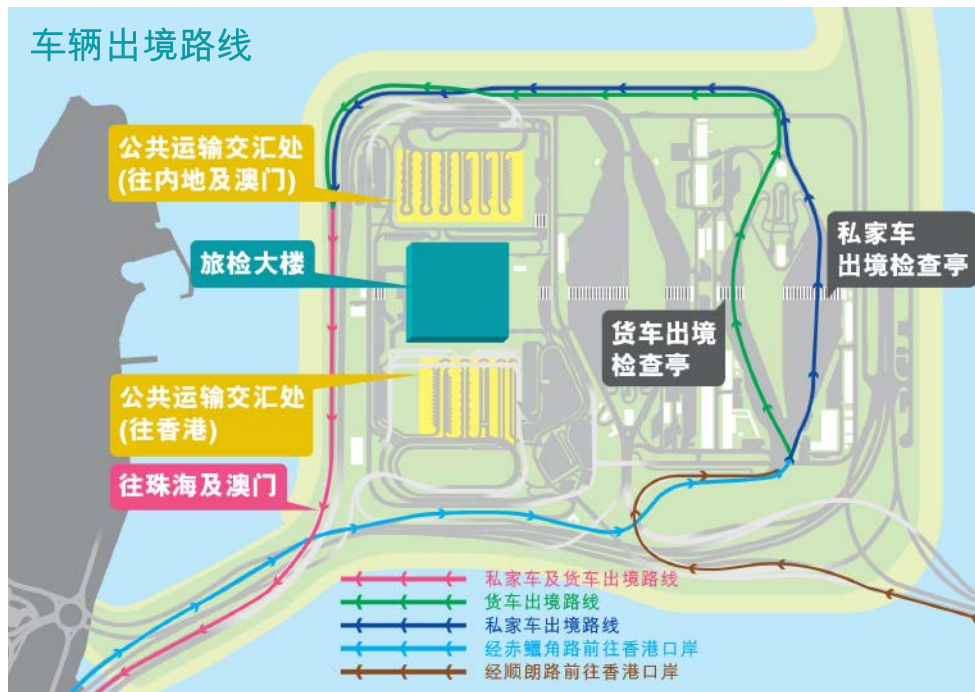 车辆出境路线
公共运输交汇处
(往内地及澳门)
旅检大楼
私家车
出境检查亭
货车出境
检查亭
公共运输交汇处
(往香港)
往珠海及澳门
私家车及货车出境路线
货车出境路线
私家车出境路线
经赤鱲角路前往香港口岸
经顺朗路前往香港口岸